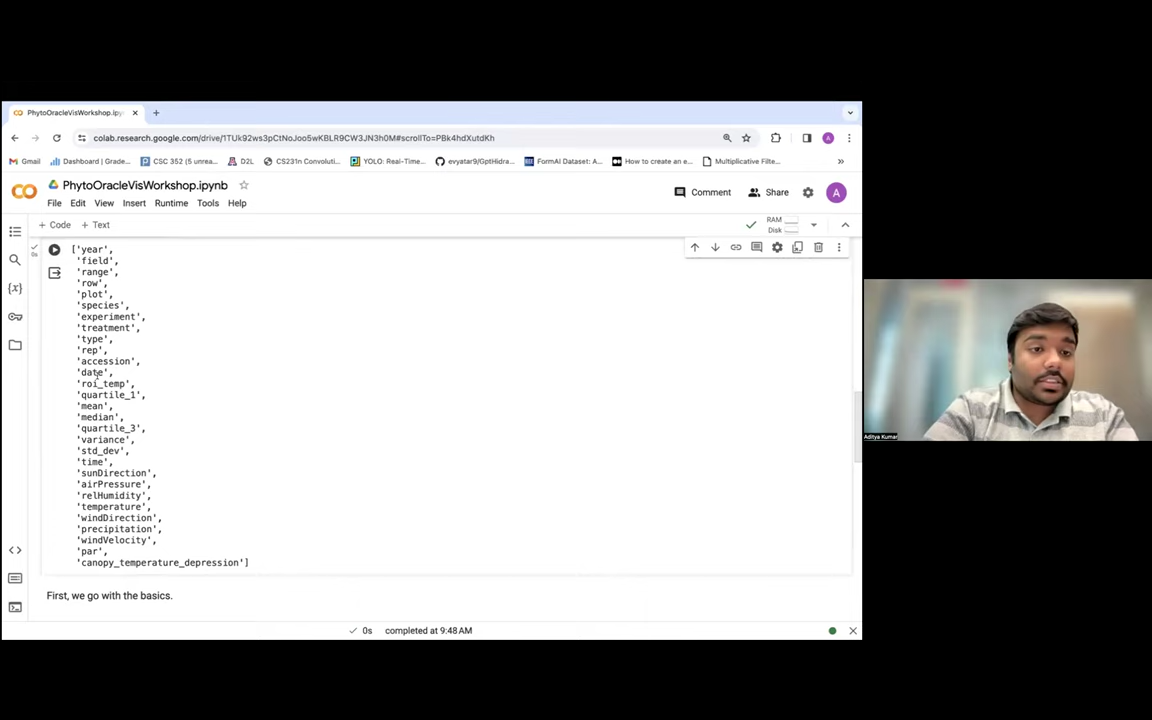 PhytoOracleVisWorkshop.ipy
colab.research.google.com/drive/1TUk92ws3pCtNoJoo5wKBLR9CW3JN3h0M#scrollTo=PBk4hdXutdKh
Gmail
Dashboard | Grade...
CSC 352 (5 unrea...
D2L
CS231n Convoluti...
YOLO: Real-Time...
evyatar9/GptHidra...
FormAI Dataset: A...
How to create an e...
Multiplicative Filte...
»
PhytoOracleVisWorkshop.ipynb
Comment
Share
A
File Edit View Insert Runtime Tools Help
+ Code + Text
RAM
Disk
0s
['year',
'field',
'range',
'row',
'plot',
'species',
'experiment',
'treatment',
'type',
'rep',
'accession',
'date',
'roi_temp',
'quartile_1',
'mean',
'median',
'quartile_3',
'variance',
'std_dev',
'time',
'sunDirection',
'airPressure',
'relHumidity',
'temperature',
'windDirection',
'precipitation',
'windVelocity',
'par',
'canopy_temperature_depression']
First, we go with the basics.
0s completed at 9:48 AM
Aditya Kumar